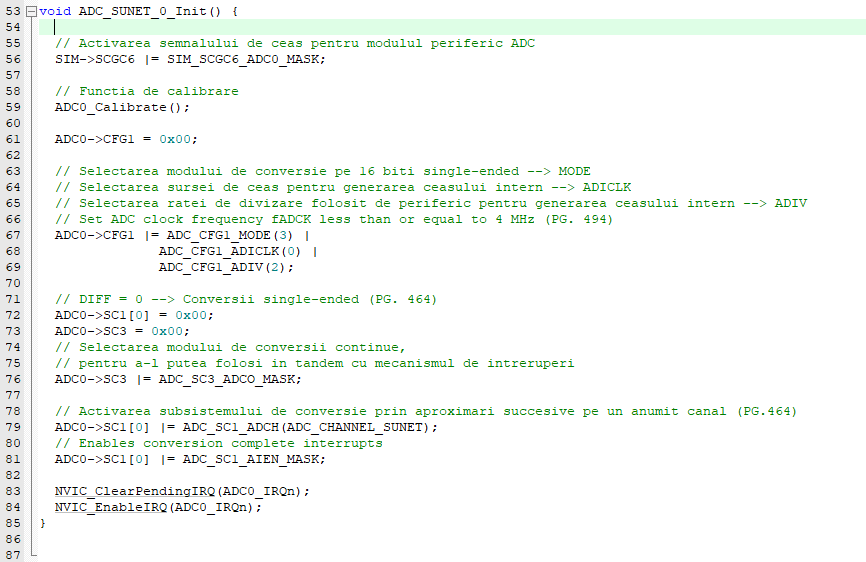 53 void ADC_SUNET_0_Init() {
54
55 // Activarea semnalului de ceas pentru modulul periferic ADC
56 SIM->SCGC6 |= SIM_SCGC6_ADC0_MASK;
57
58 // Functia de calibrare
59 ADC0_Calibrate();
60
61 ADC0->CFG1 = 0x00;
62
63 // Selectarea modului de conversie pe 16 biti single-ended --> MODE
64 // Selectarea sursei de ceas pentru generarea ceasului intern --> ADICLK
65 // Selectarea ratei de divizare folosit de periferic pentru generarea ceasului intern --> ADIV
66 // Set ADC clock frequency fADCK less than or equal to 4 MHz (PG. 494)
67 ADC0->CFG1 |= ADC_CFG1_MODE(3) |
68 ADC_CFG1_ADICLK(0) |
69 ADC_CFG1_ADIV(2);
70
71 // DIFF = 0 --> Conversii single-ended (PG. 464)
72 ADC0->SC1[0] = 0x00;
73 ADC0->SC3 = 0x00;
74 // Selectarea modului de conversii continue,
75 // pentru a-l putea folosi in tandem cu mecanismul de intreruperi
76 ADC0->SC3 |= ADC_SC3_ADCO_MASK;
77
78 // Activarea subsistemului de conversie prin aproximari succesive pe un anumit canal (PG.464)
79 ADC0->SC1[0] |= ADC_SC1_ADCH(ADC_CHANNEL_SUNET);
80 // Enables conversion complete interrupts
81 ADC0->SC1[0] |= ADC_SC1_AIEN_MASK;
82
83 NVIC_ClearPendingIRQ(ADC0_IRQn);
84 NVIC_EnableIRQ(ADC0_IRQn);
85 }
86
87